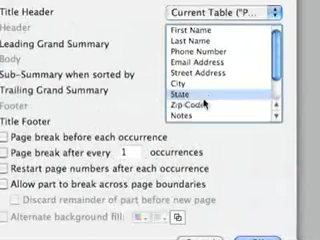 Title Header
Header
Leading Grand Summary
Body
Sub-Summary when sorted by
Trailing Grand Summary
Footer
Title Footer
Current Table ("P...
First Name
Last Name
Phone Number
Email Address
Street Address
City
State
Zip Code
Notes
Page break before each occurrence
Page break after every 1 occurrences
Restart page numbers after each occurrence
Allow part to break across page boundaries
Discard remainder of part before new page
Alternate background fill: